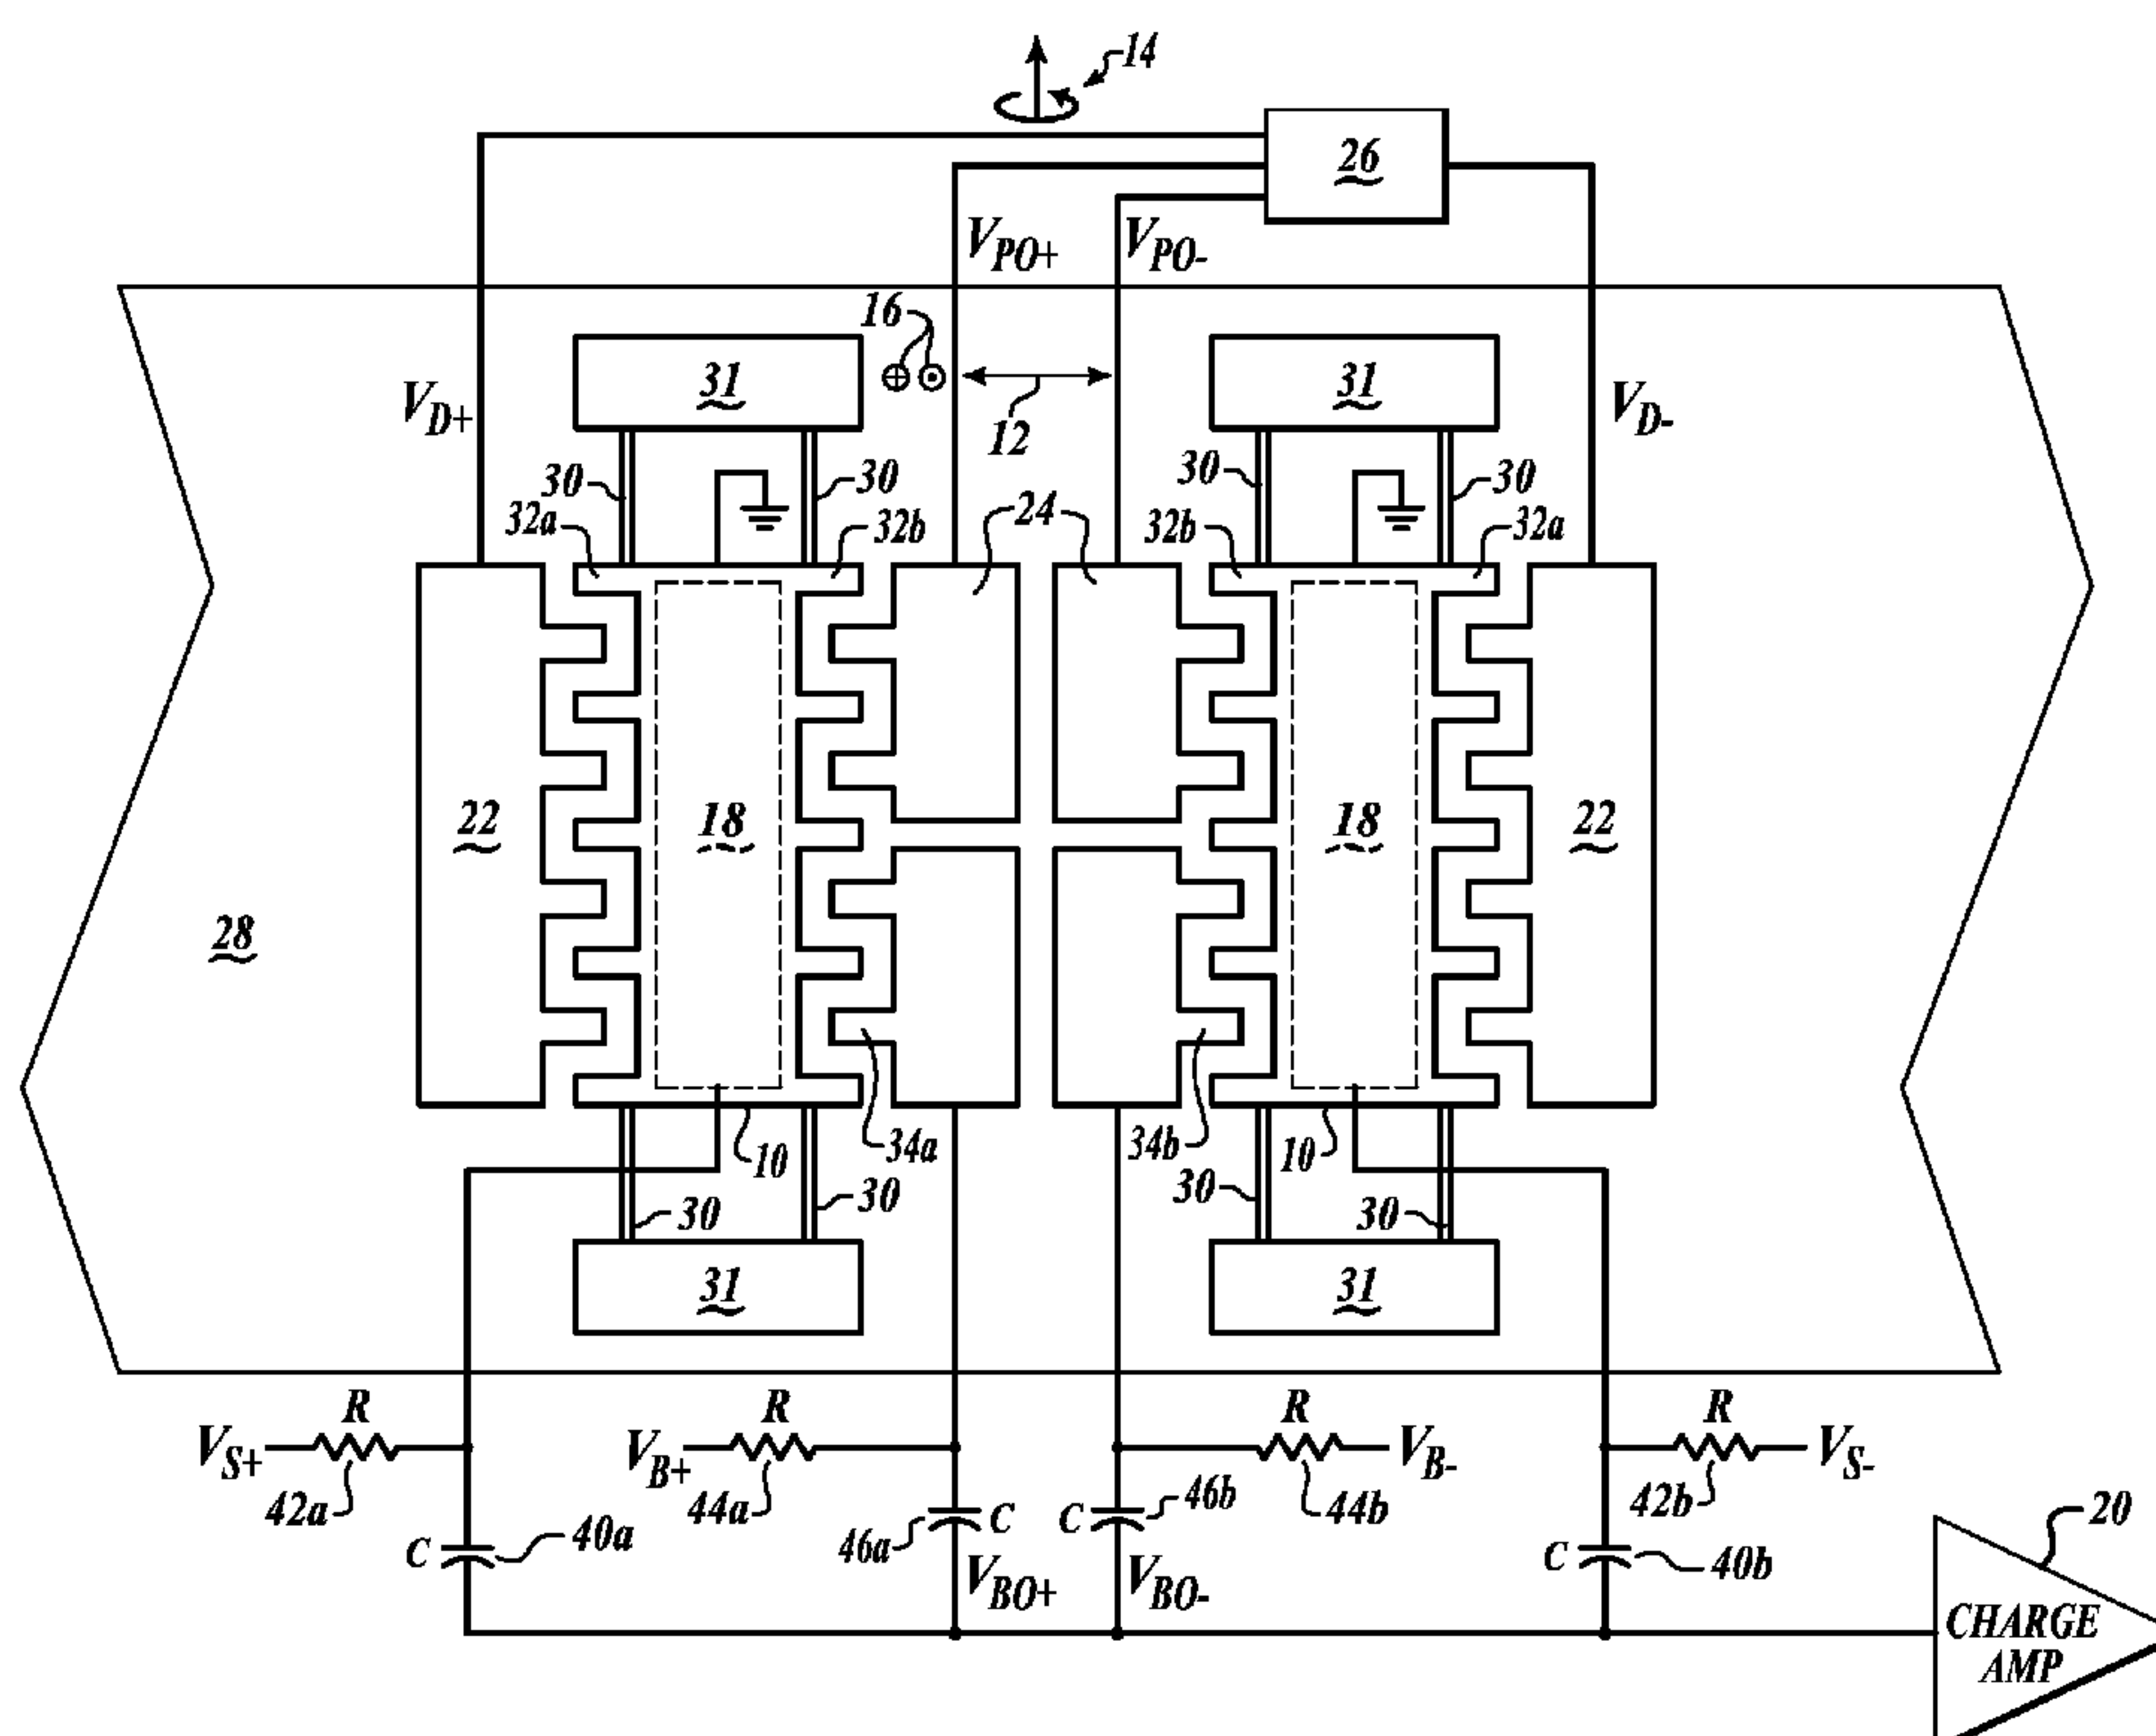 14
26
VPO+ VPO-
16
31 31
VD+ 12 VD-
30 30 30 30
32a 32b 24 32b 32a
22 18 18 22
28
34a 34b
10 10
30 30 30 30
31 31
R R R R
VS+ VB+ VB- VS-
42a 44a 46b 44b 42b
C 40a 46a C C C 40b 20
VBO+ VBO-
CHARGE
AMP